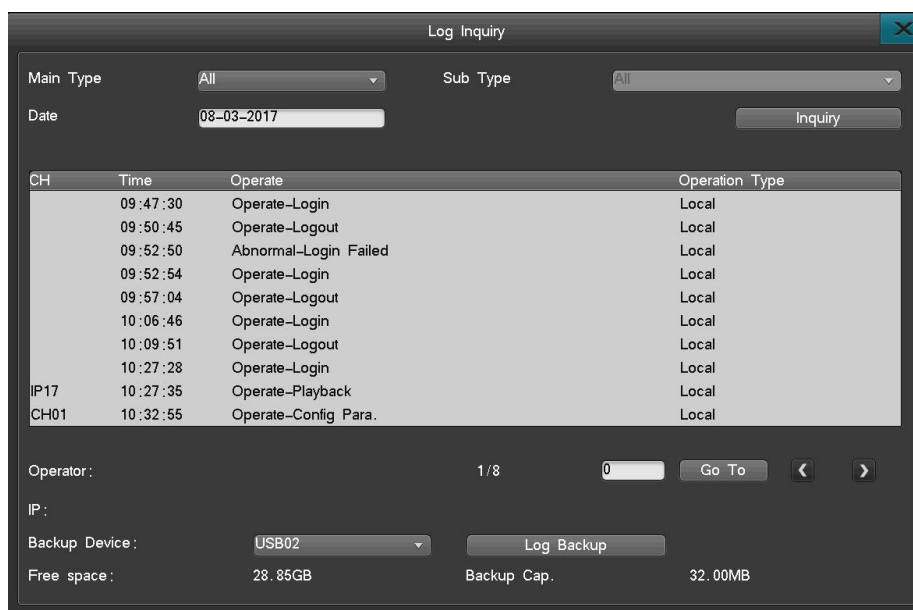 Log Inquiry
Main Type All Sub Type All
Date 08-03-2017 Inquiry
CH Time Operate Operation Type
09:47:30 Operate-Login Local
09:50:45 Operate-Logout Local
09:52:50 Abnormal-Login Failed Local
09:52:54 Operate-Login Local
09:57:04 Operate-Logout Local
10:06:46 Operate-Login Local
10:09:51 Operate-Logout Local
10:27:28 Operate-Login Local
IP17 10:27:35 Operate-Playback Local
CH01 10:32:55 Operate-Config Para. Local
Operator: 1/8 0 Go To
IP:
Backup Device: USB02 Log Backup
Free space: 28.85GB Backup Cap. 32.00MB